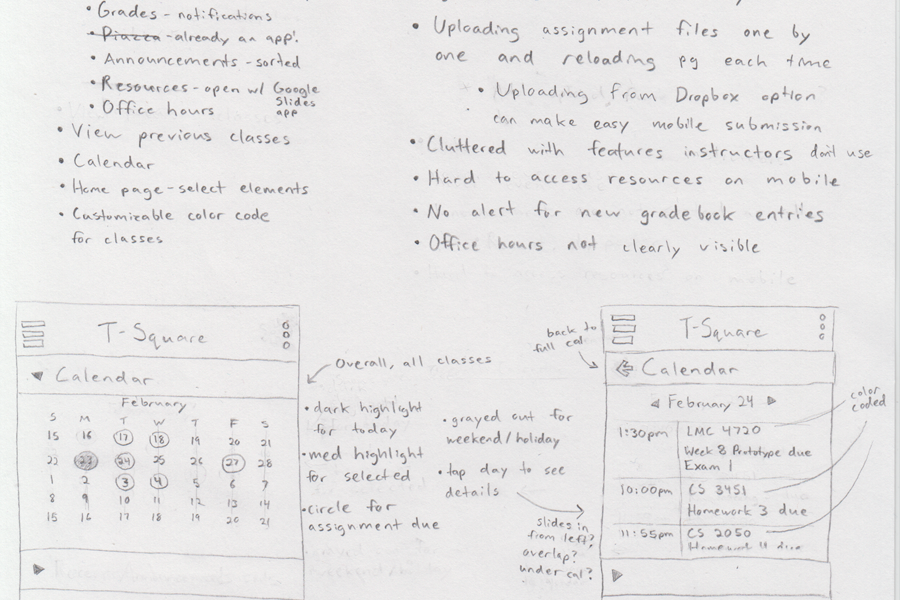 • Grades - notifications
• Piazza - already an app!
• Announcements - sorted
• Resources - open w/ Google
Slides
app
• Office hours
• View previous classes
• Calendar
• Home page - select elements
• Customizable color code
for classes
• Uploading assignment files one by
one and reloading pg each time
• Uploading from Dropbox option
can make easy mobile submission
• Cluttered with features instructors don't use
• Hard to access resources on mobile
• No alert for new gradebook entries
• Office hours not clearly visible
T-Square
Calendar
February
S M T W T F S
15 16 17 18 19 20 21
22 23 24 25 26 27 28
1 2 3 4 5 6 7
8 9 10 11 12 13 14
15 16 17 18 19 20 21
Overall, all classes
• dark highlight
for today
• med highlight
for selected
• circle for
assignment due
• grayed out for
weekend/holiday
• tap day to see
details
slides in
from left?
overlap?
under cal?
back to
full cal
T-Square
Calendar
February 24
color
coded
1:30pm LMC 4720
Week 8 Prototype due
Exam 1
10:00pm CS 3451
Homework 3 due
11:55pm CS 2050
Homework 4 due